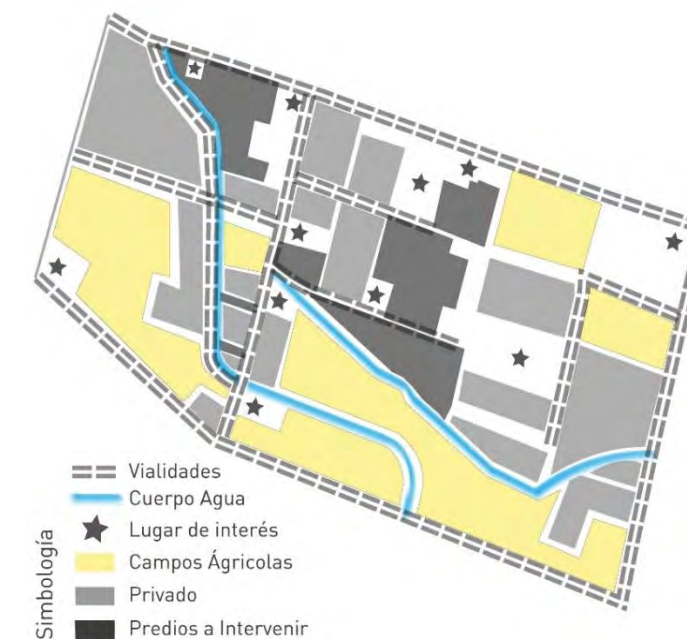 Simbología
Vialidades
Cuerpo Agua
Lugar de interés
Campos Ágricolas
Privado
Predios a Intervenir